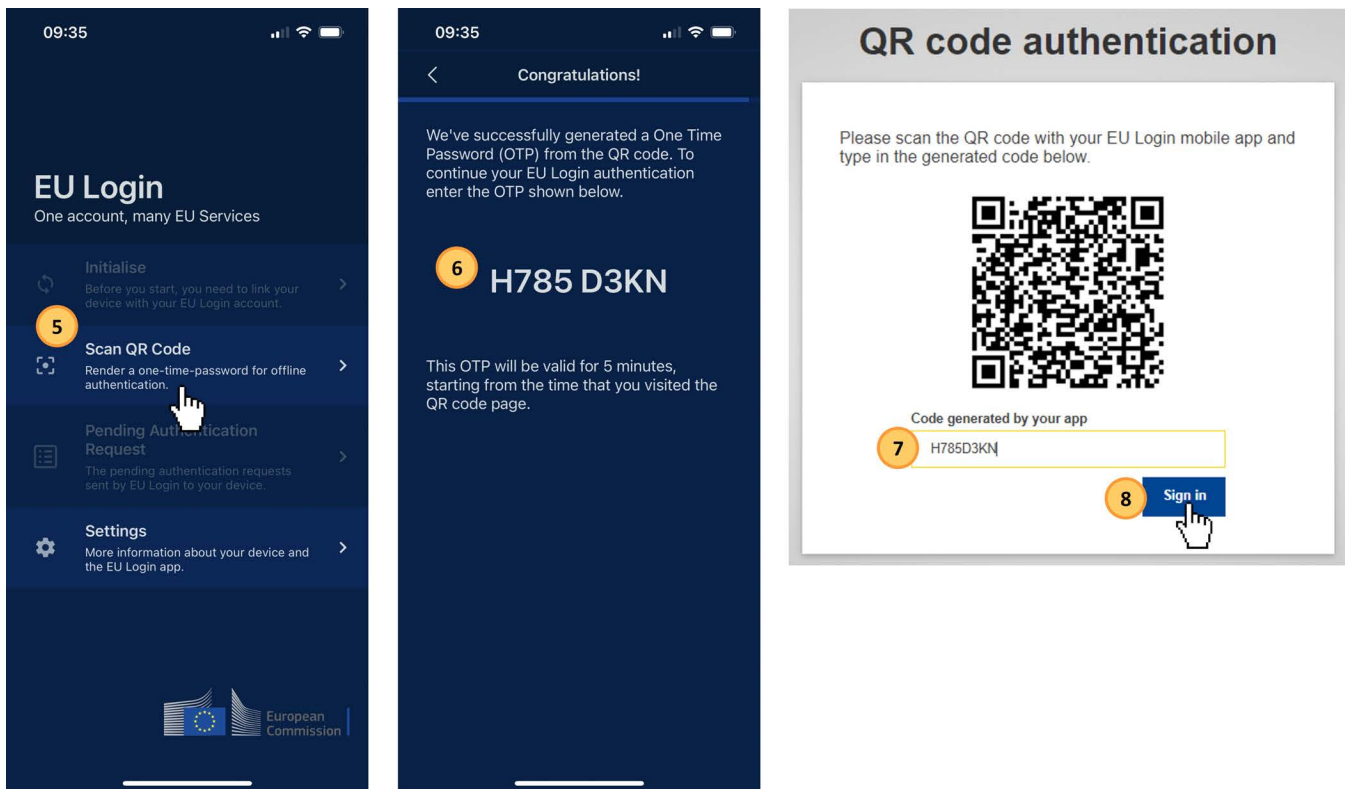 09:35
EU Login
One account, many EU Services
Initialise
Before you start, you need to link your
device with your EU Login account.
5
Scan QR Code
Render a one-time-password for offline
authentication.
Pending Authentication
Request
The pending authentication requests
sent by EU Login to your device.
Settings
More information about your device and
the EU Login app.
European
Commission
09:35
Congratulations!
We've successfully generated a One Time
Password (OTP) from the QR code. To
continue your EU Login authentication
enter the OTP shown below.
6
H785 D3KN
This OTP will be valid for 5 minutes,
starting from the time that you visited the
QR code page.
QR code authentication
Please scan the QR code with your EU Login mobile app and
type in the generated code below.
Code generated by your app
7
H785D3KN
8
Sign in